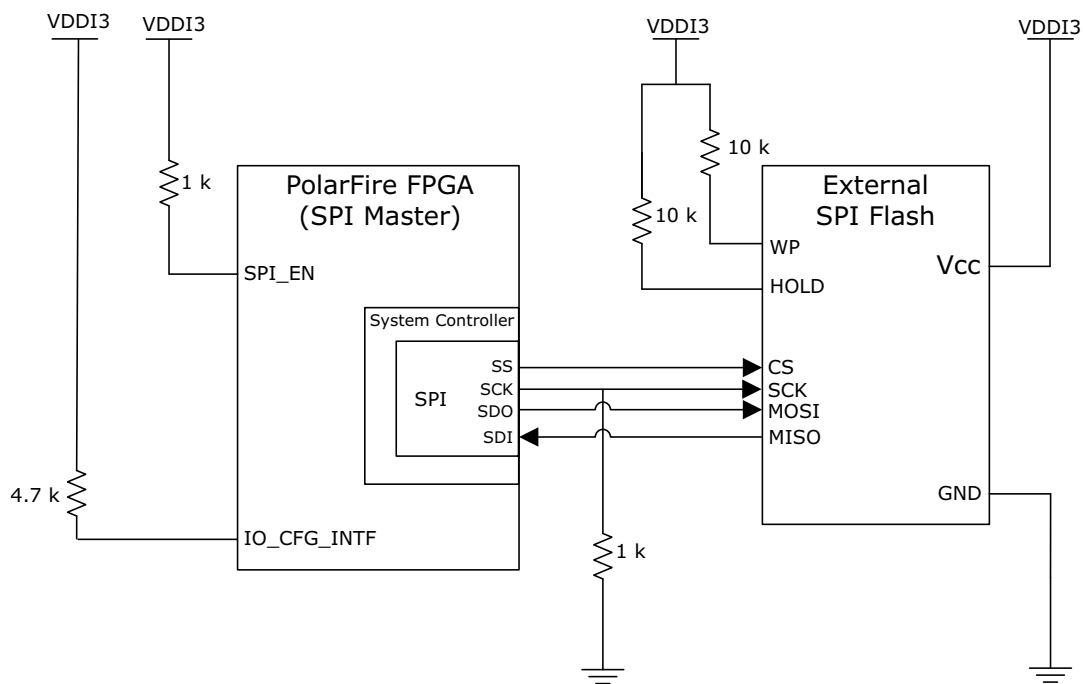 VDDI3
VDDI3
VDDI3
VDDI3
1 k
PolarFire FPGA
(SPI Master)
SPI_EN
System Controller
SPI
SS
SCK
SDO
SDI
4.7 k
IO_CFG_INTF
1 k
10 k
10 k
External
SPI Flash
WP
HOLD
Vcc
CS
SCK
MOSI
MISO
GND